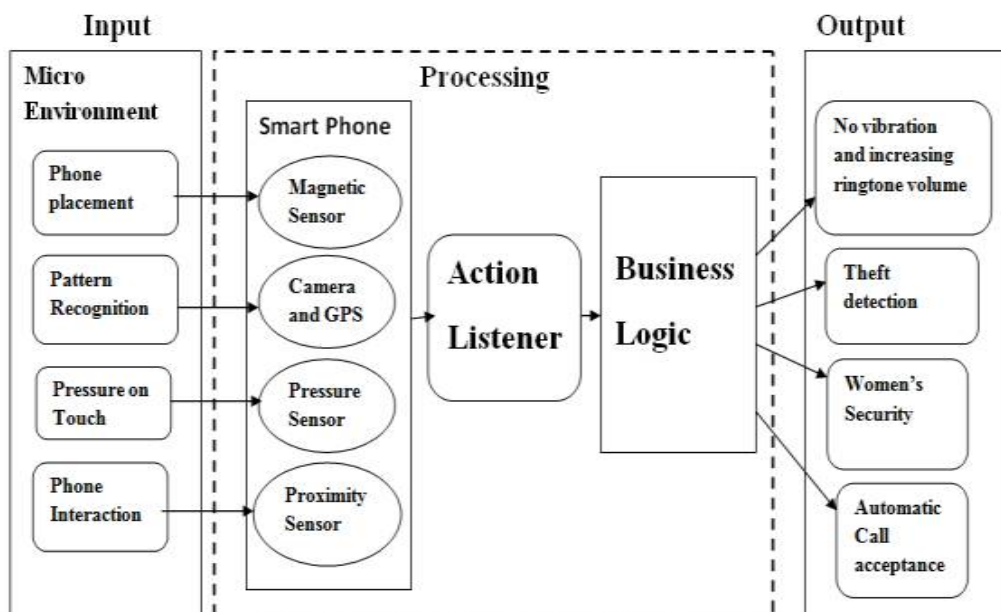 Input
Micro
Environment
Phone
placement
Pattern
Recognition
Pressure on
Touch
Phone
Interaction
Processing
Smart Phone
Magnetic
Sensor
Camera
and GPS
Pressure
Sensor
Proximity
Sensor
Action
Listener
Business
Logic
Output
No vibration
and increasing
ringtone volume
Theft
detection
Women’s
Security
Automatic
Call
acceptance